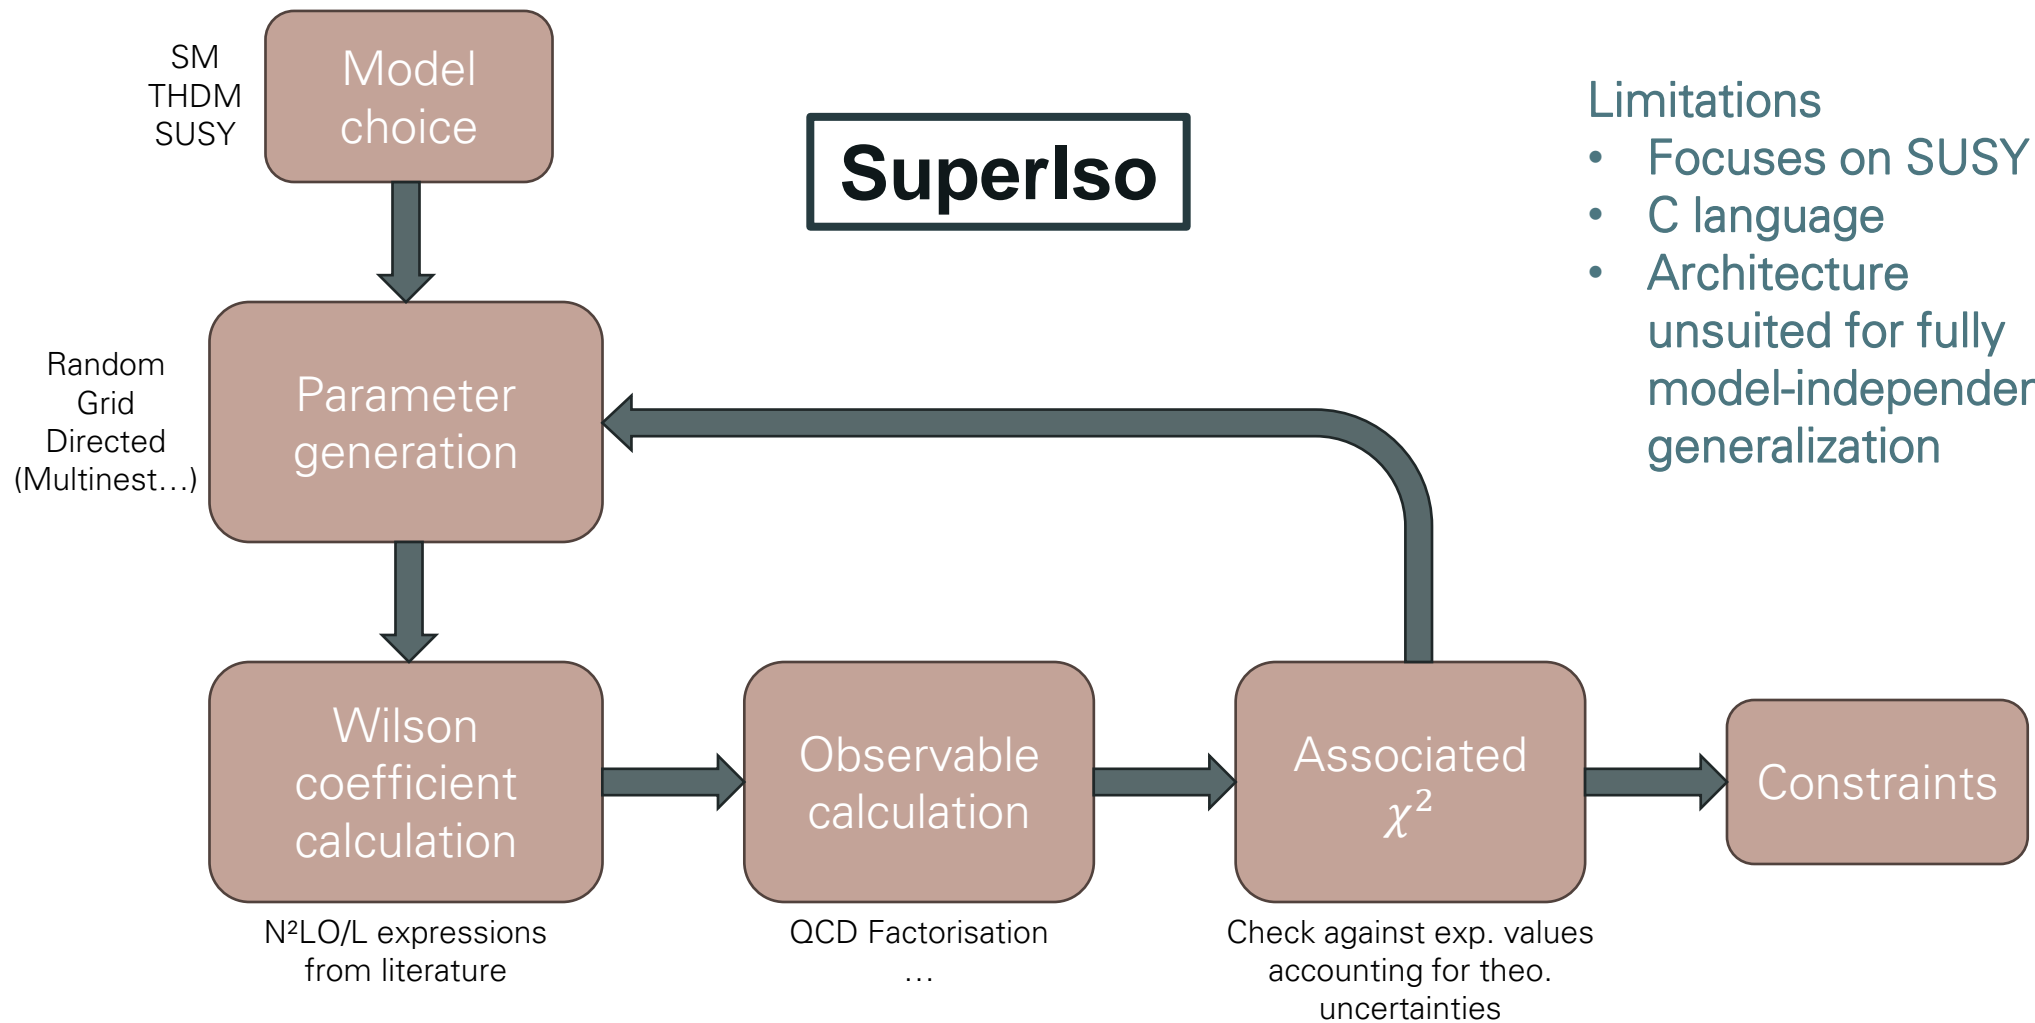 SM
THDM
SUSY
Model
choice
SuperIso
Limitations
• Focuses on SUSY
• C language
• Architecture
unsuited for fully
model-independen
generalization
Random
Grid
Directed
(Multinest…)
Parameter
generation
Wilson
coefficient
calculation
N²LO/L expressions
from literature
Observable
calculation
QCD Factorisation
…
Associated
χ²
Check against exp. values
accounting for theo.
uncertainties
Constraints